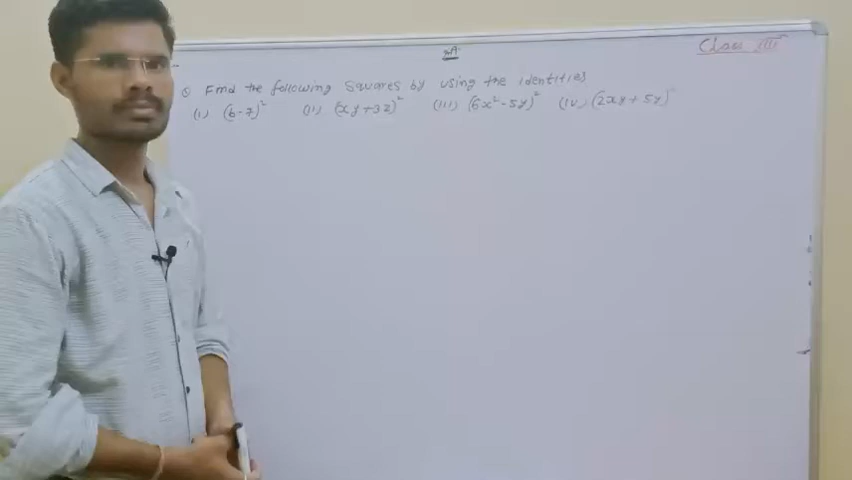 Class VIII
Q Find the following Squares by using the identities
(i) (b-7)² (ii) (xy+3z)² (iii) (6x²-5y)² (iv) (2xy+5y)²